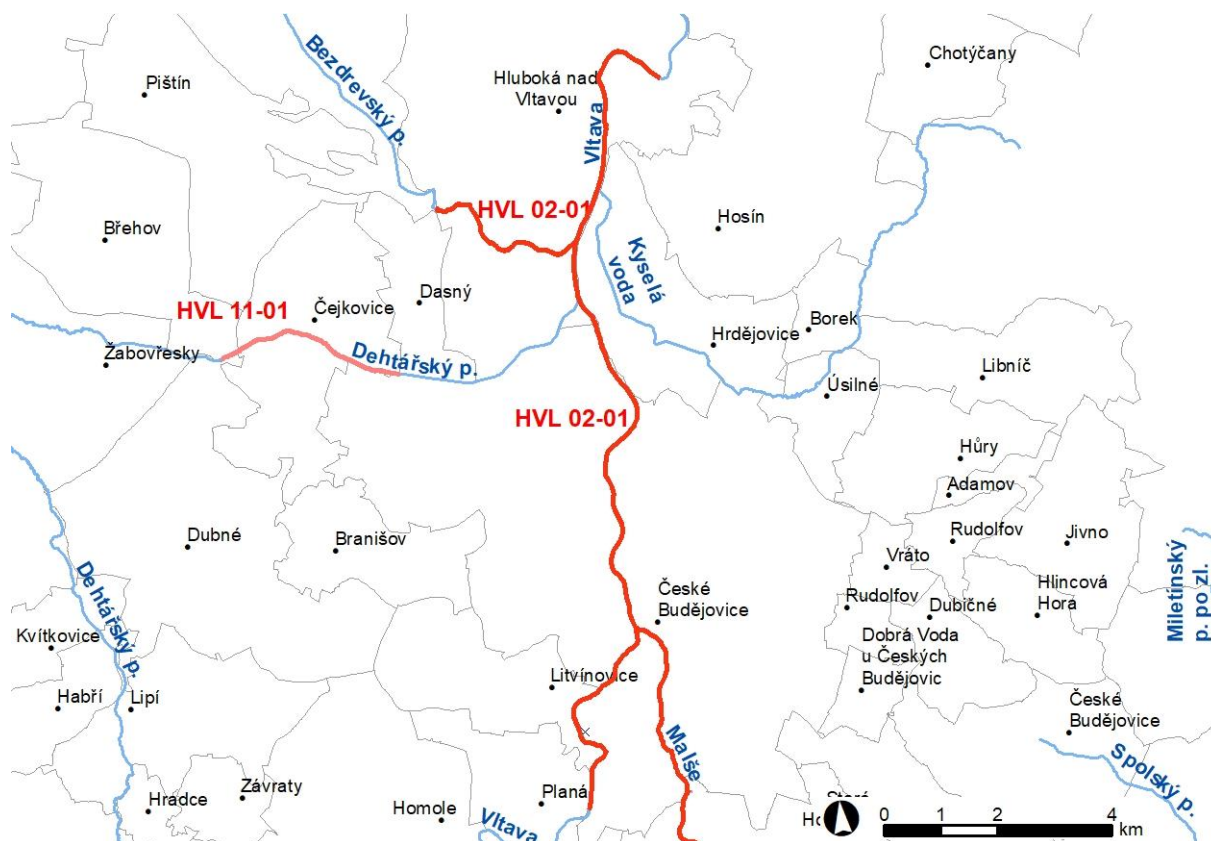 Chotýčany
Pištín
Bezdrevský p.
Hluboká nad
Vltavou
Vltava
HVL 02-01
Břehov
Hosín
Kyselá
voda
Dasný
HVL 11-01
Čejkovice
Borek
Hrdějovice
Žabovřesky
Dehtářský p.
Libníč
Úsilné
HVL 02-01
Hůry
Adamov
Dubné
Branišov
Rudolfov
Jivno
Vráto
Miletínský
p. po zl.
Dehtářský p.
České
Budějovice
Rudolfov
Dubičné
Hlincová
Hora
Kvítkovice
Dobrá Voda
u Českých
Budějovic
Litvínovice
Habří
Lipí
České
Budějovice
Malše
Spolský p.
Závraty
Hradce
Homole
Planá
Vltava
0 1 2 4
km